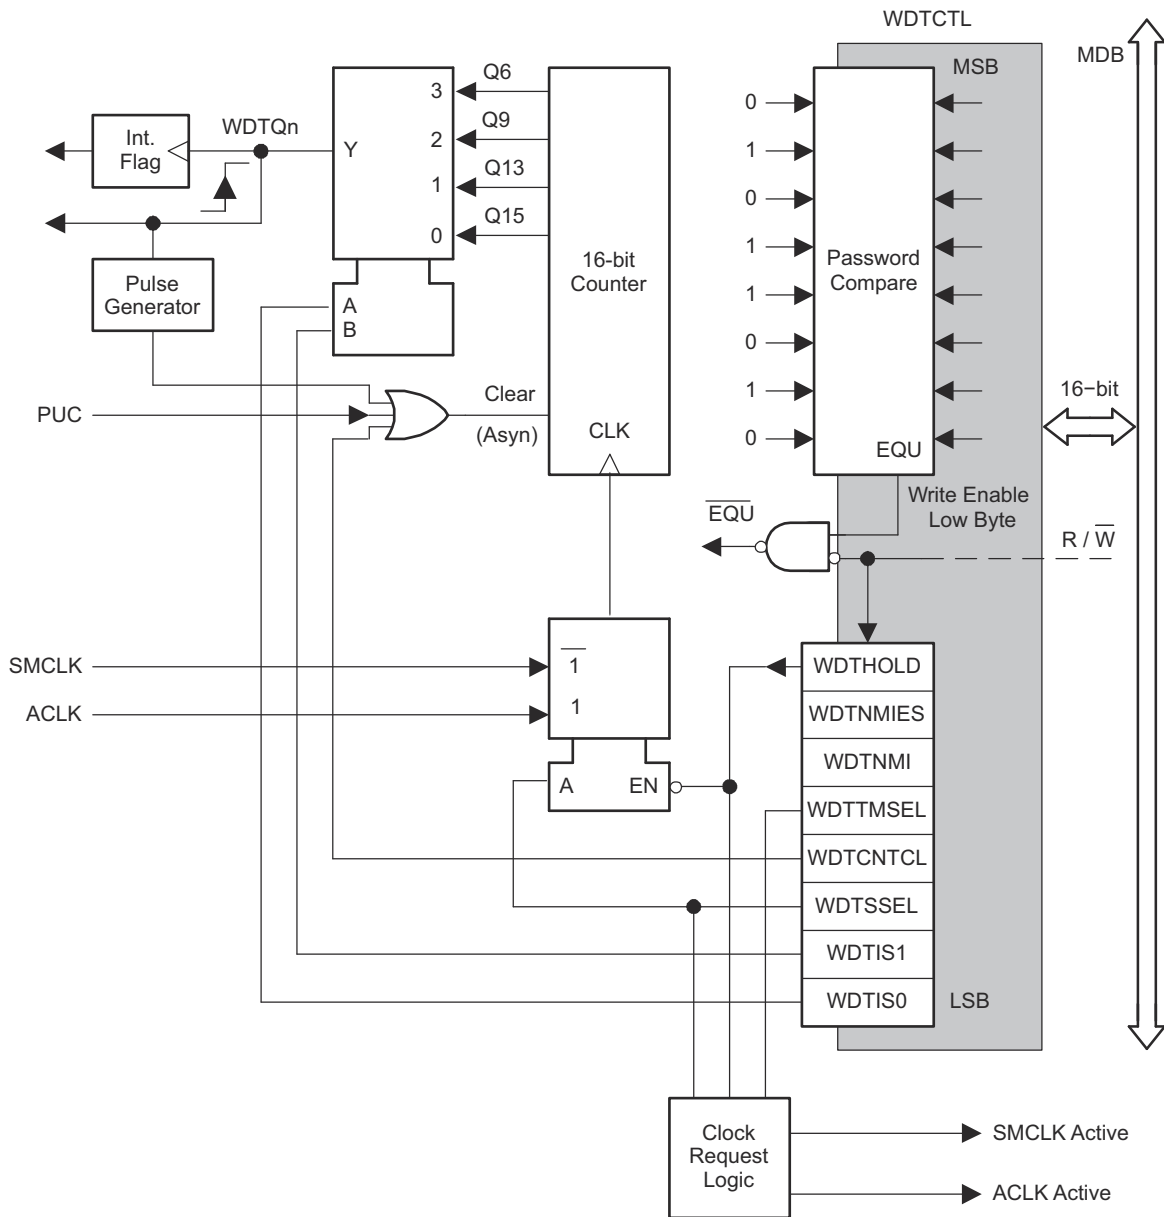 WDTCTL
MDB
MSB
Q6
3
0
Q9
WDTQn
2
1
Int.
Flag
Y
Q13
1
0
Q15
0
1
16-bit
Counter
Password
Compare
Pulse
Generator
A
1
B
0
1
16−bit
Clear
PUC
(Asyn)
CLK
0
EQU
Write Enable
Low Byte
EQU
R / W
SMCLK
1
WDTHOLD
ACLK
1
WDTNMIES
WDTNMI
A
EN
WDTTMSEL
WDTCNTCL
WDTSSEL
WDTIS1
WDTIS0
LSB
Clock
Request
Logic
SMCLK Active
ACLK Active